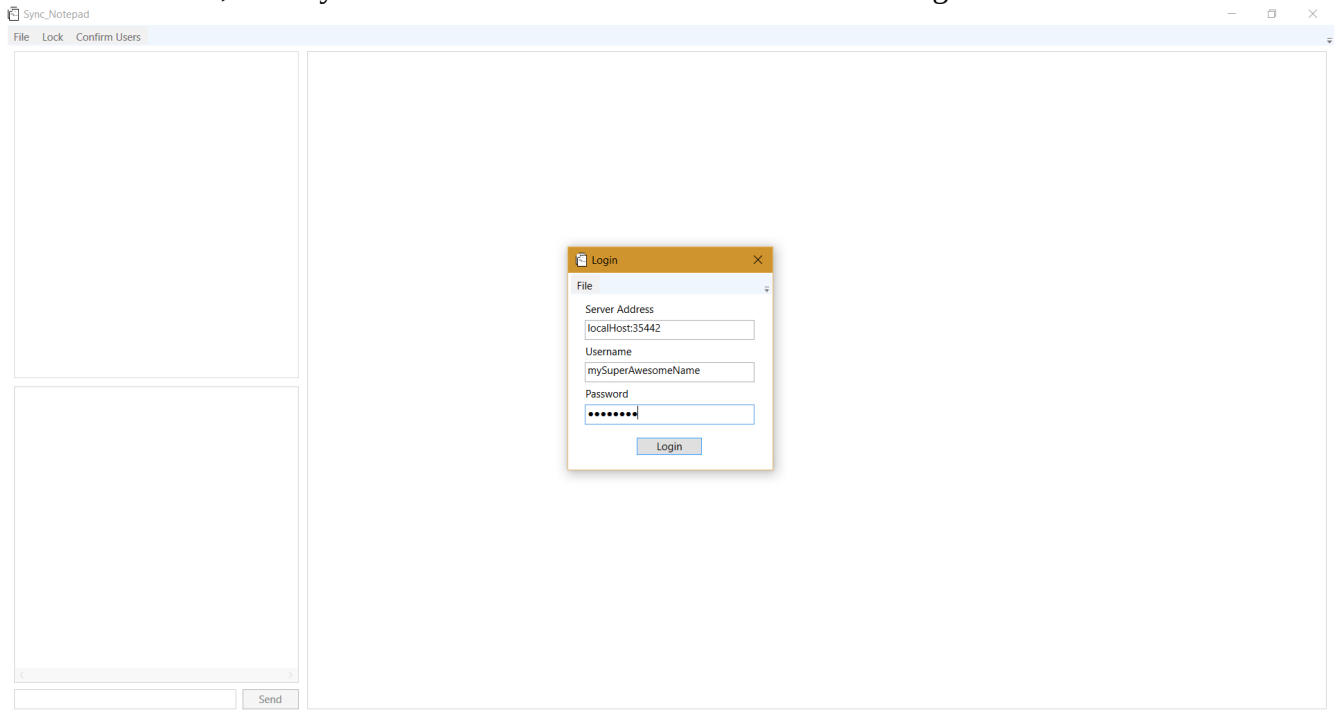 Sync_Notepad
File Lock Confirm Users
Login
File
Server Address
localHost:35442
Username
mySuperAwesomeName
Password
••••••••
Login
Send